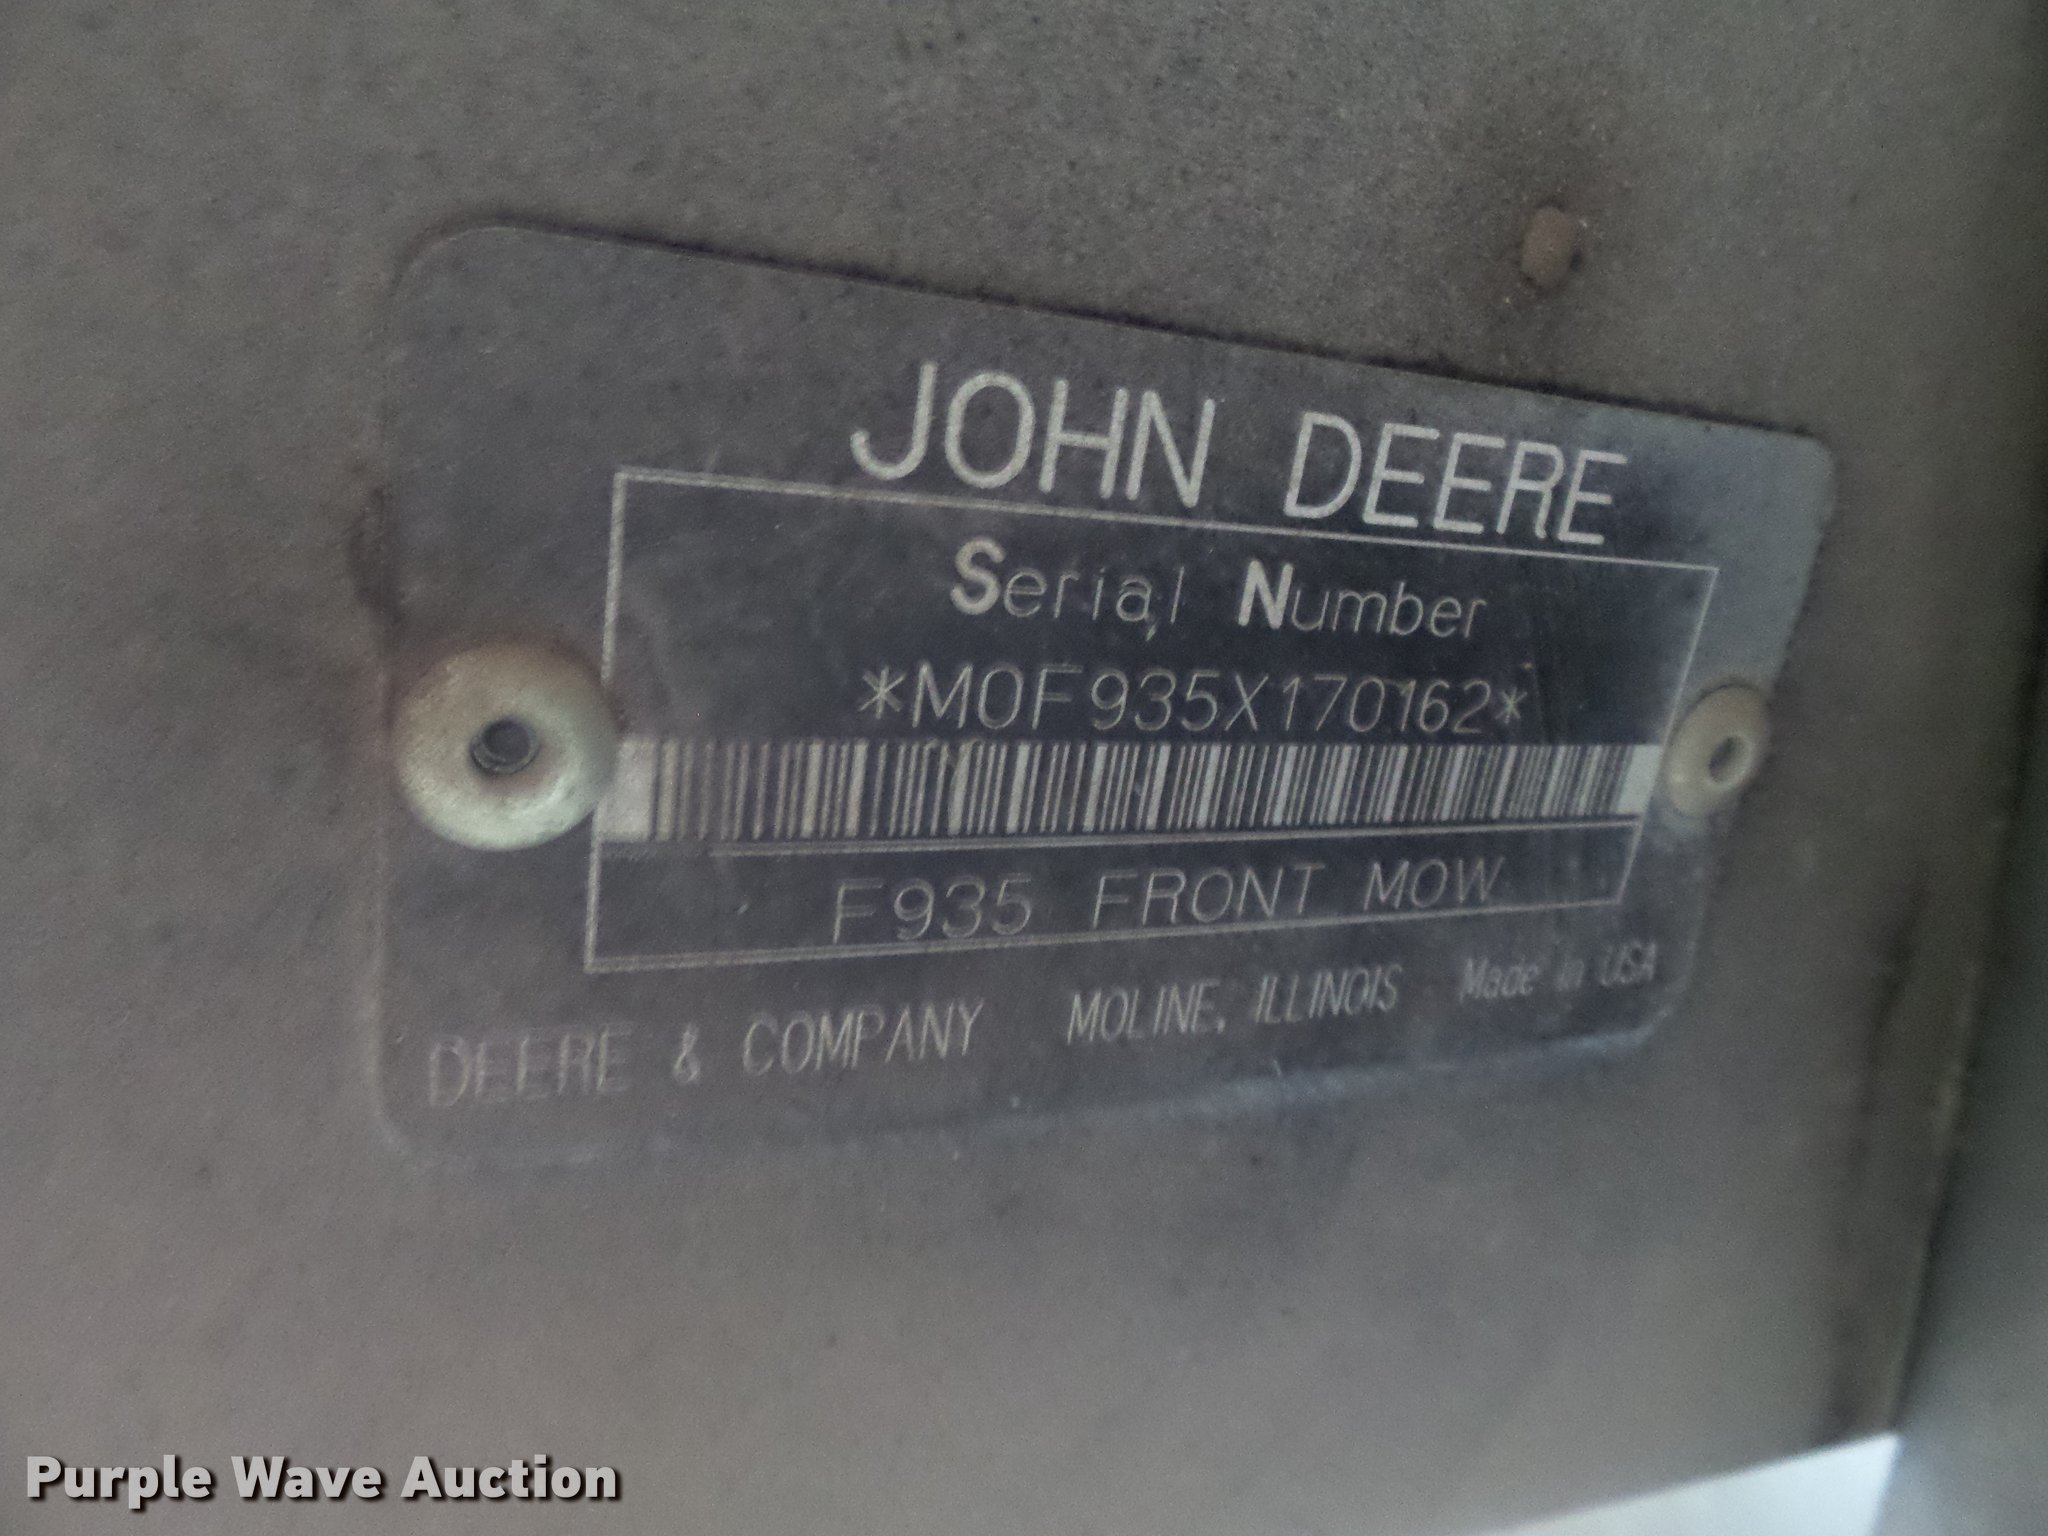 JOHN DEERE
Serial Number
*M0F935X170162*
F935 FRONT MOW
DEERE & COMPANY MOLINE, ILLINOIS Made in USA
Purple Wave Auction